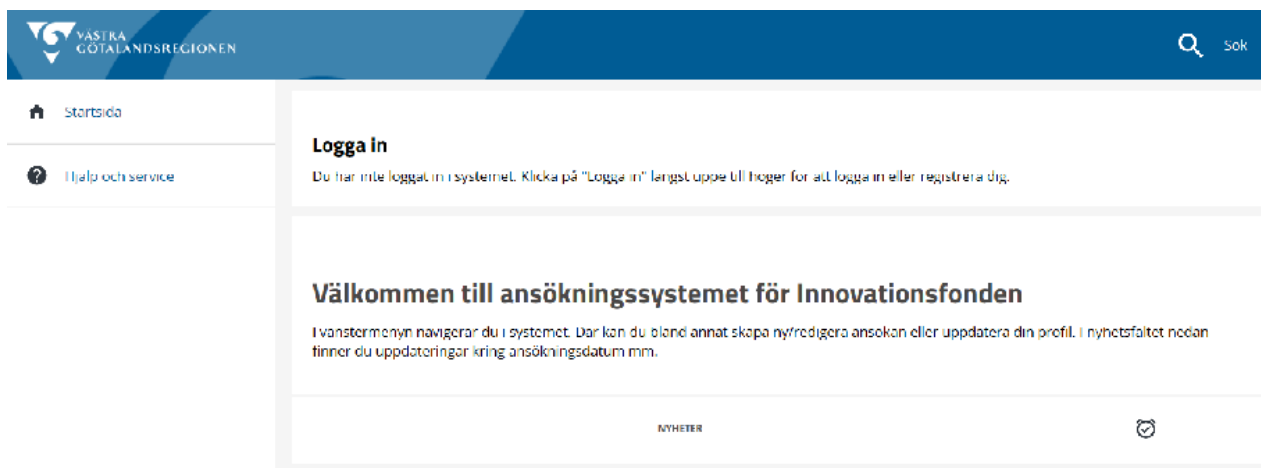 VÄSTRA
GÖTALANDSREGIONEN
Sök
Startsida
Hjälp och service
Logga in
Du har inte loggat in i systemet. Klicka på "Logga in" längst uppe till höger för att logga in eller registrera dig.
Välkommen till ansökningssystemet för Innovationsfonden
I vänstermenyn navigerar du i systemet. Där kan du bland annat skapa ny/redigera ansökan eller uppdatera din profil. I nyhetsfältet nedan
finner du uppdateringar kring ansökningsdatum mm.
NYHETER